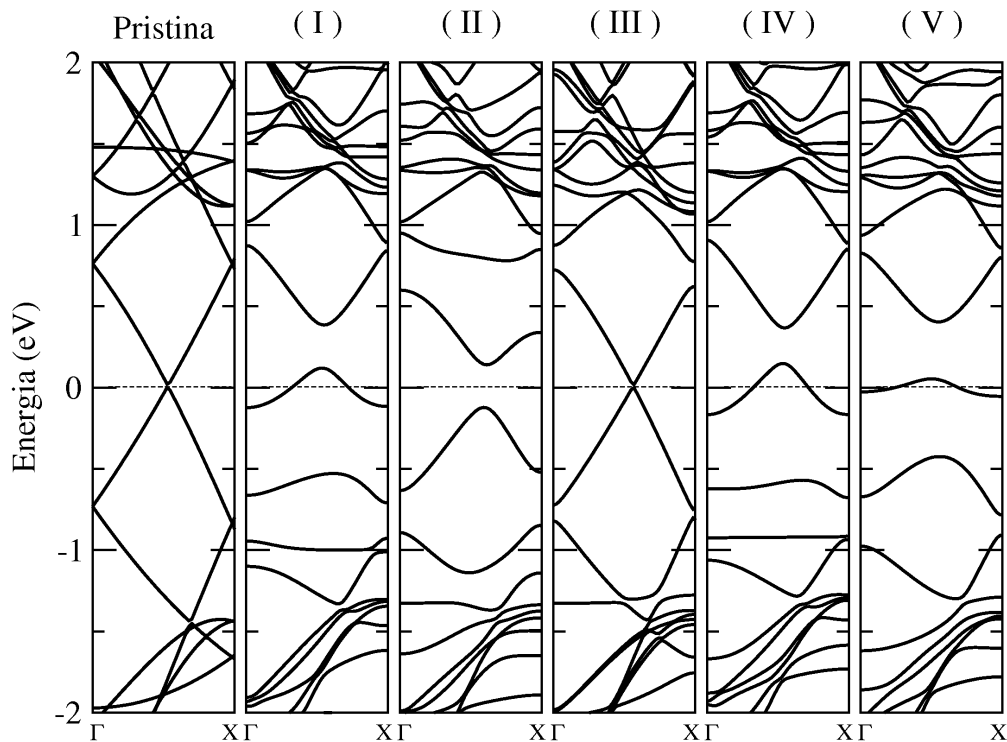 Pristina ( I ) ( II ) ( III ) ( IV ) ( V )
Energia (eV)
2
1
0
-1
-2
Γ X Γ X Γ X Γ X Γ X Γ X